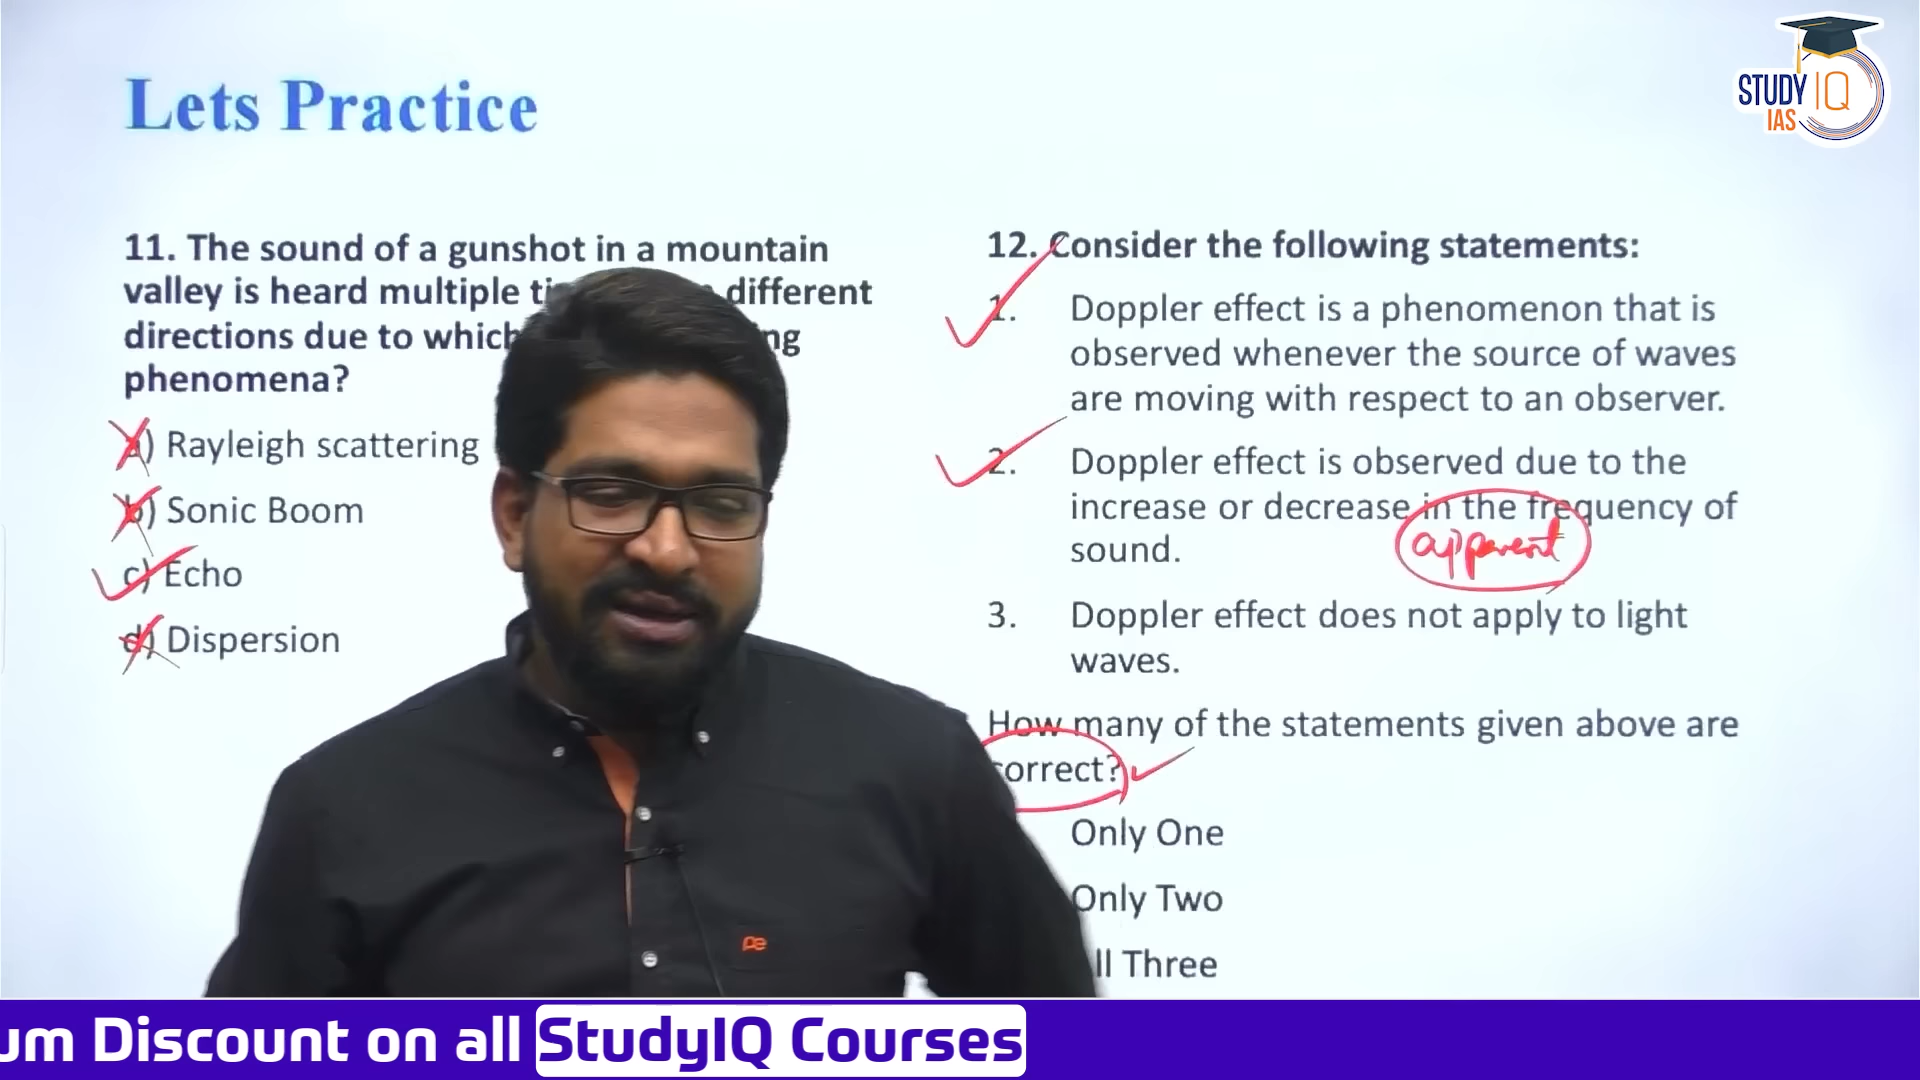 Lets Practice
STUDY IQ
IAS
11. The sound of a gunshot in a mountain
valley is heard multiple different
directions due to which
phenomena?
a) Rayleigh scattering
b) Sonic Boom
c) Echo
d) Dispersion
12. Consider the following statements:
1. Doppler effect is a phenomenon that is
observed whenever the source of waves
are moving with respect to an observer.
2. Doppler effect is observed due to the
increase or decrease in the frequency of
sound.
apparent
3. Doppler effect does not apply to light
waves.
How many of the statements given above are
correct?
Only One
Only Two
Three
Discount on all StudyIQ Courses